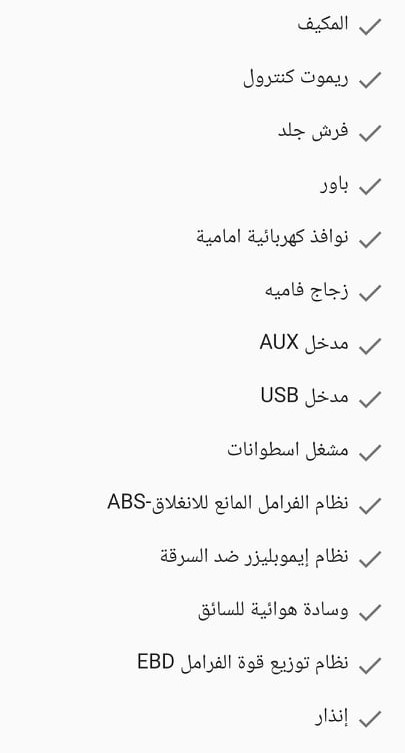 المكيف
ريموت كنترول
فرش جلد
باور
نوافذ كهربائية امامية
زجاج فاميه
مدخل AUX
مدخل USB
مشغل اسطوانات
نظام الفرامل المانع للانغلاق-ABS
نظام إيموبليزر ضد السرقة
وسادة هوائية للسائق
نظام توزيع قوة الفرامل EBD
إنذار